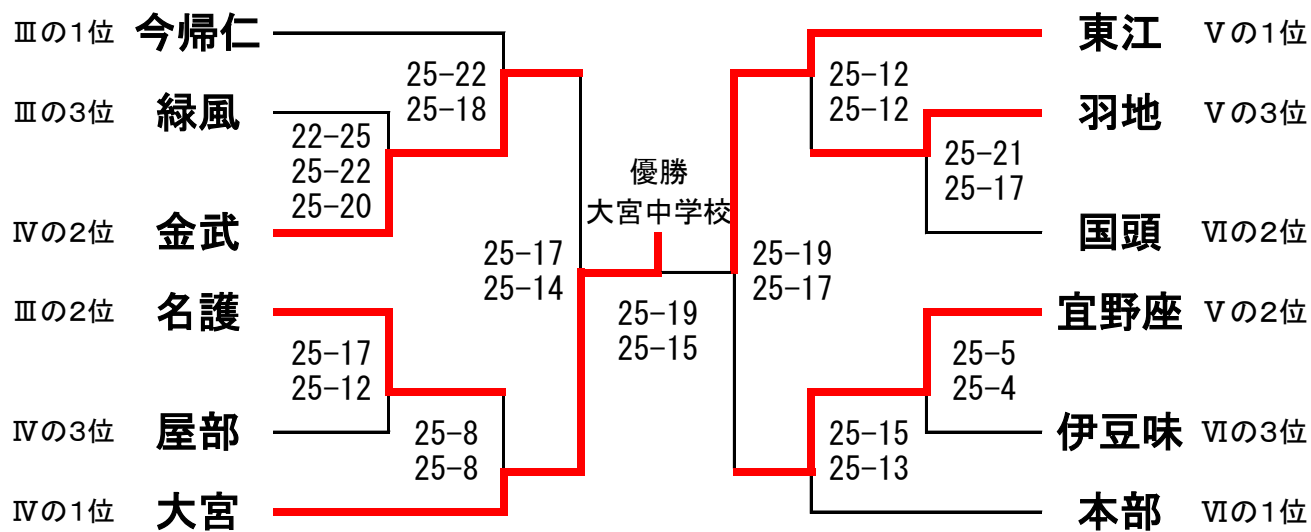 Ⅲの1位 今帰仁
25-22
25-18
Ⅲの3位 緑風
22-25
25-22
25-20
Ⅳの2位 金武
25-17
25-14
Ⅲの2位 名護
25-17
25-12
Ⅳの3位 屋部
25-8
25-8
Ⅳの1位 大宮
優勝
大宮中学校
25-19
25-15
東江 Ⅴの1位
25-12
25-12
羽地 Ⅴの3位
25-21
25-17
国頭 Ⅵの2位
25-19
25-17
宜野座 Ⅴの2位
25-5
25-4
伊豆味 Ⅵの3位
25-15
25-13
本部 Ⅵの1位